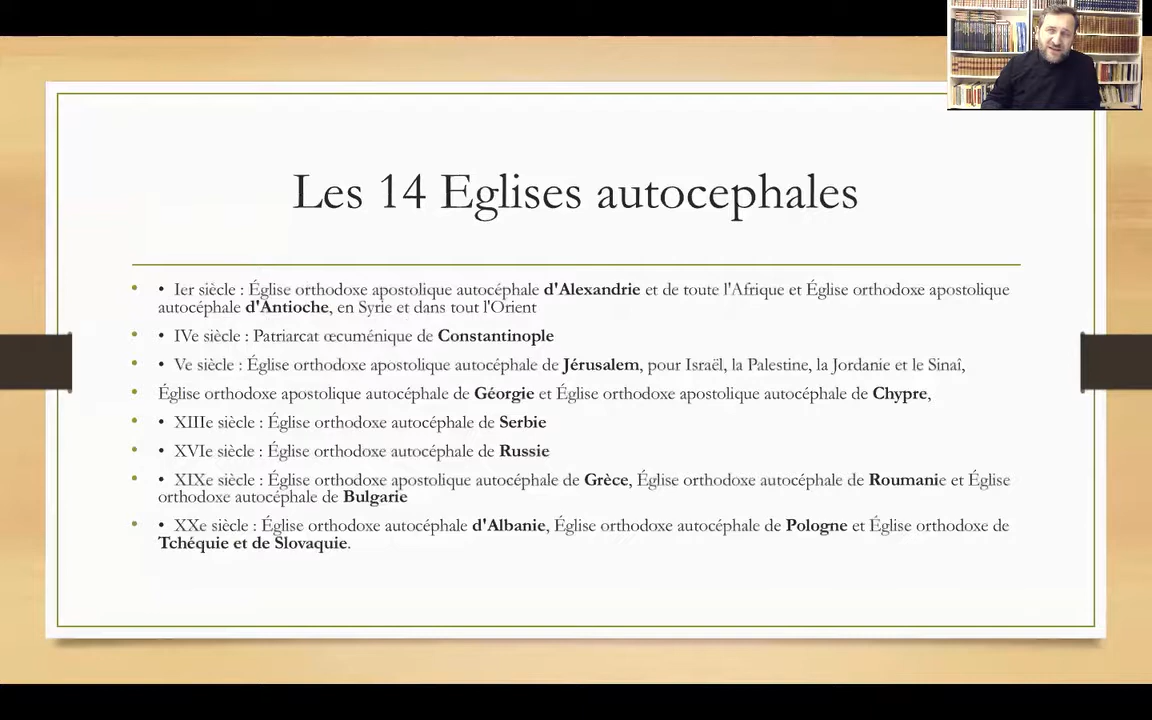 Les 14 Eglises autocephales
• • Ier siècle : Église orthodoxe apostolique autocéphale d'Alexandrie et de toute l'Afrique et Église orthodoxe apostolique
autocéphale d'Antioche, en Syrie et dans tout l'Orient
• • IVe siècle : Patriarcat œcuménique de Constantinople
• • Ve siècle : Église orthodoxe apostolique autocéphale de Jérusalem, pour Israël, la Palestine, la Jordanie et le Sinaî,
• Église orthodoxe apostolique autocéphale de Géorgie et Église orthodoxe apostolique autocéphale de Chypre,
• • XIIIe siècle : Église orthodoxe autocéphale de Serbie
• • XVIe siècle : Église orthodoxe autocéphale de Russie
• • XIXe siècle : Église orthodoxe apostolique autocéphale de Grèce, Église orthodoxe autocéphale de Roumanie et Église
orthodoxe autocéphale de Bulgarie
• • XXe siècle : Église orthodoxe autocéphale d'Albanie, Église orthodoxe autocéphale de Pologne et Église orthodoxe de
Tchéquie et de Slovaquie.